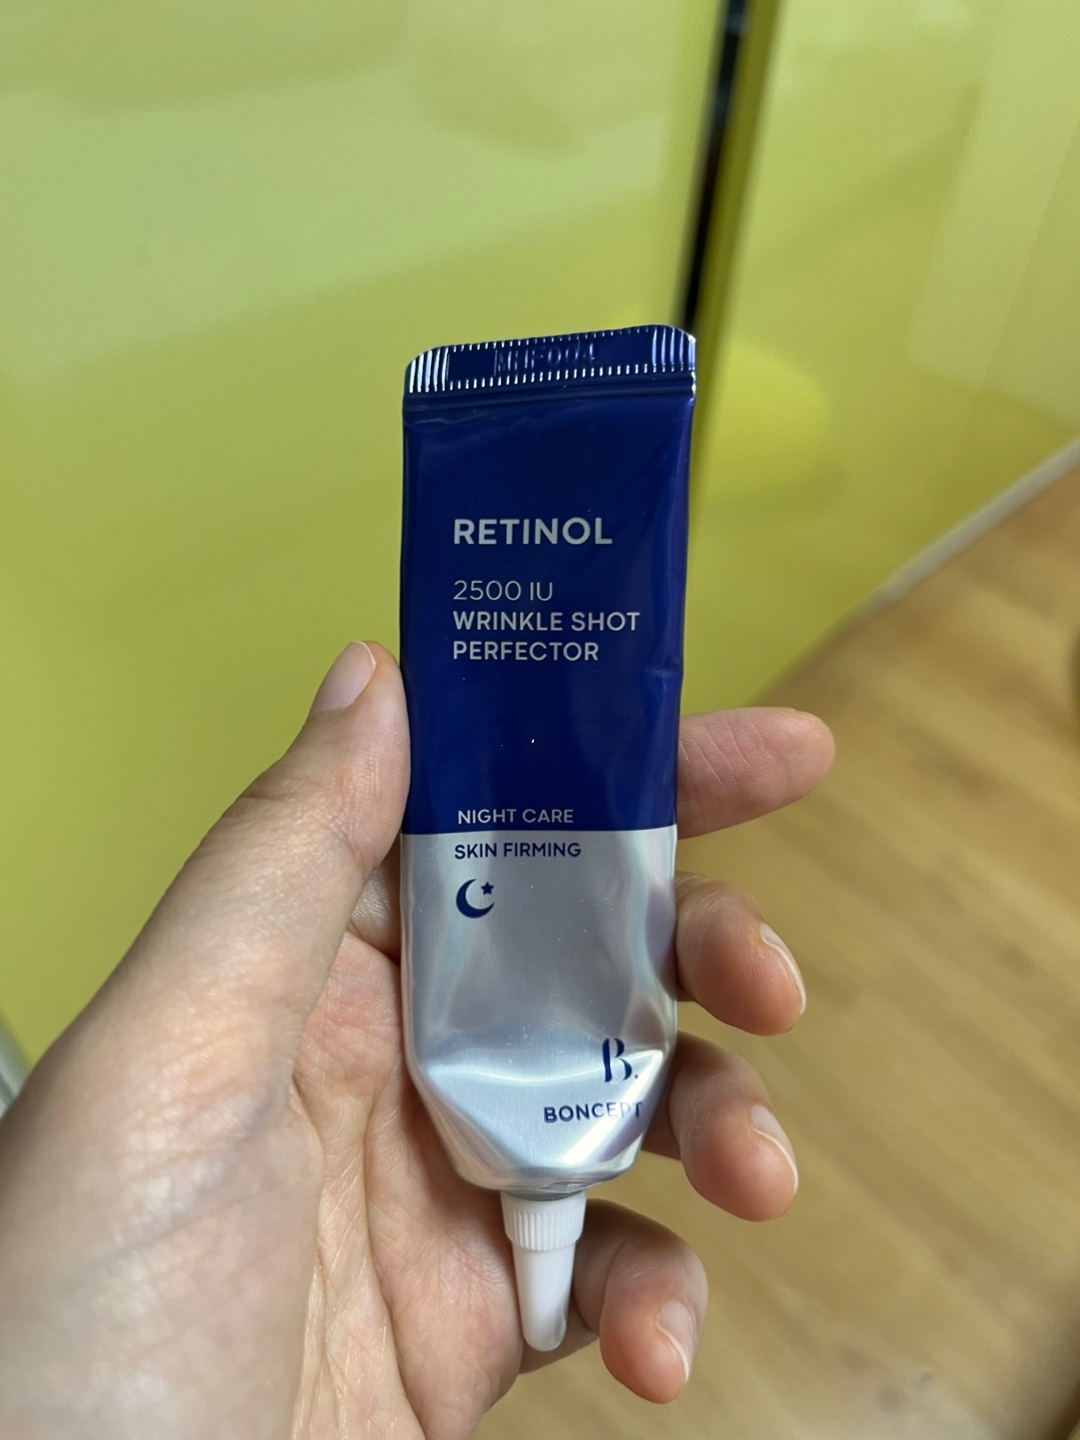 RETINOL
2500 IU
WRINKLE SHOT
PERFECTOR
NIGHT CARE
SKIN FIRMING
B.
BONCEPT